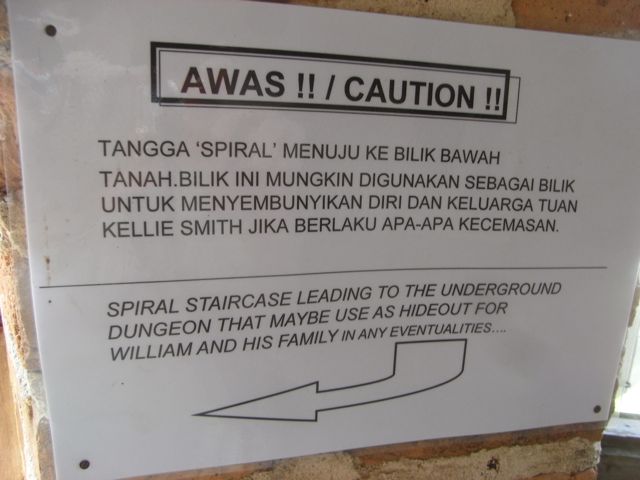 AWAS !! / CAUTION !!
TANGGA ‘SPIRAL’ MENUJU KE BILIK BAWAH
TANAH.BILIK INI MUNGKIN DIGUNAKAN SEBAGAI BILIK
UNTUK MENYEMBUNYIKAN DIRI DAN KELUARGA TUAN
KELLIE SMITH JIKA BERLAKU APA-APA KECEMASAN.
SPIRAL STAIRCASE LEADING TO THE UNDERGROUND
DUNGEON THAT MAYBE USE AS HIDEOUT FOR
WILLIAM AND HIS FAMILY IN ANY EVENTUALITIES....